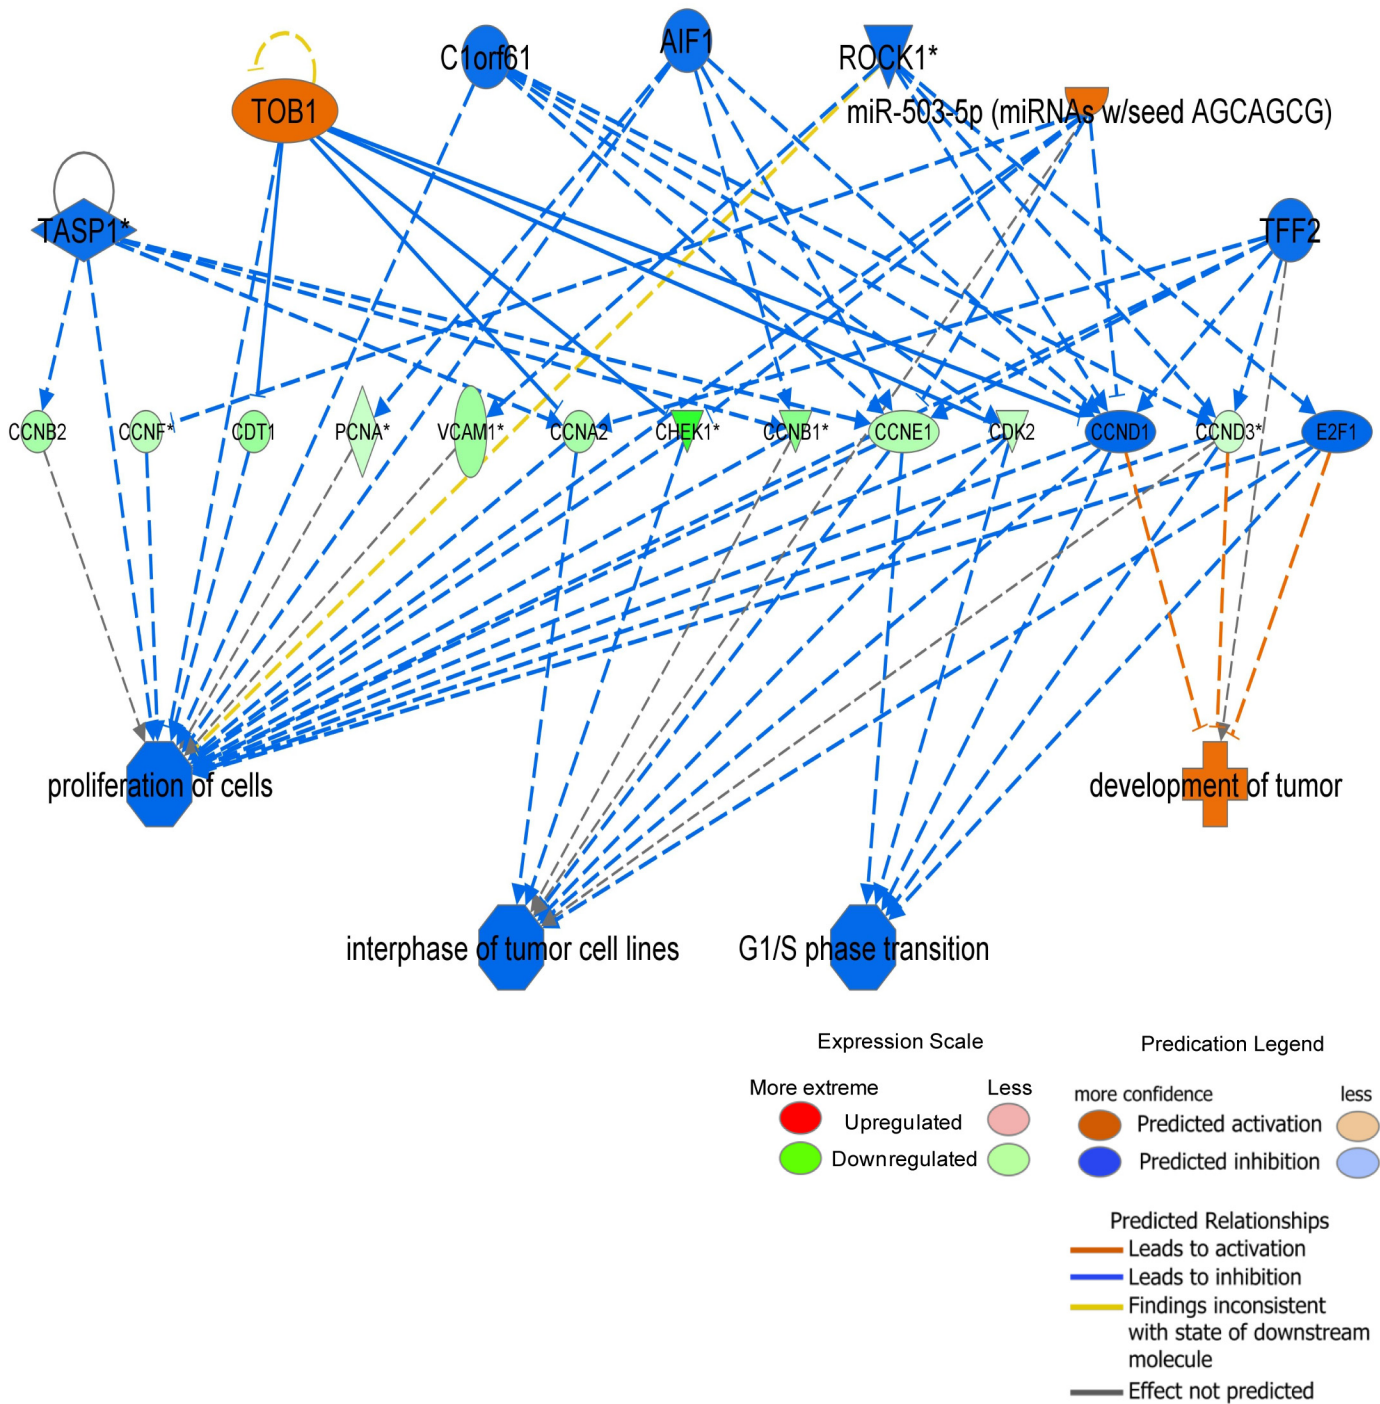 C1orf61
AIF1
ROCK1*
TOB1
miR-503-5p (miRNAs w/seed AGCAGCG)
TASP1*
TFF2
CCNB2
CCNF*
CDT1
PCNA*
VCAM1*
CCNA2
CHEK1*
CCNB1*
CCNE1
CDK2
CCND1
CCND3*
E2F1
proliferation of cells
development of tumor
interphase of tumor cell lines
G1/S phase transition
Expression Scale
More extreme Less
Upregulated
Downregulated
Predication Legend
more confidence less
Predicted activation
Predicted inhibition
Predicted Relationships
Leads to activation
Leads to inhibition
Findings inconsistent
with state of downstream
molecule
Effect not predicted